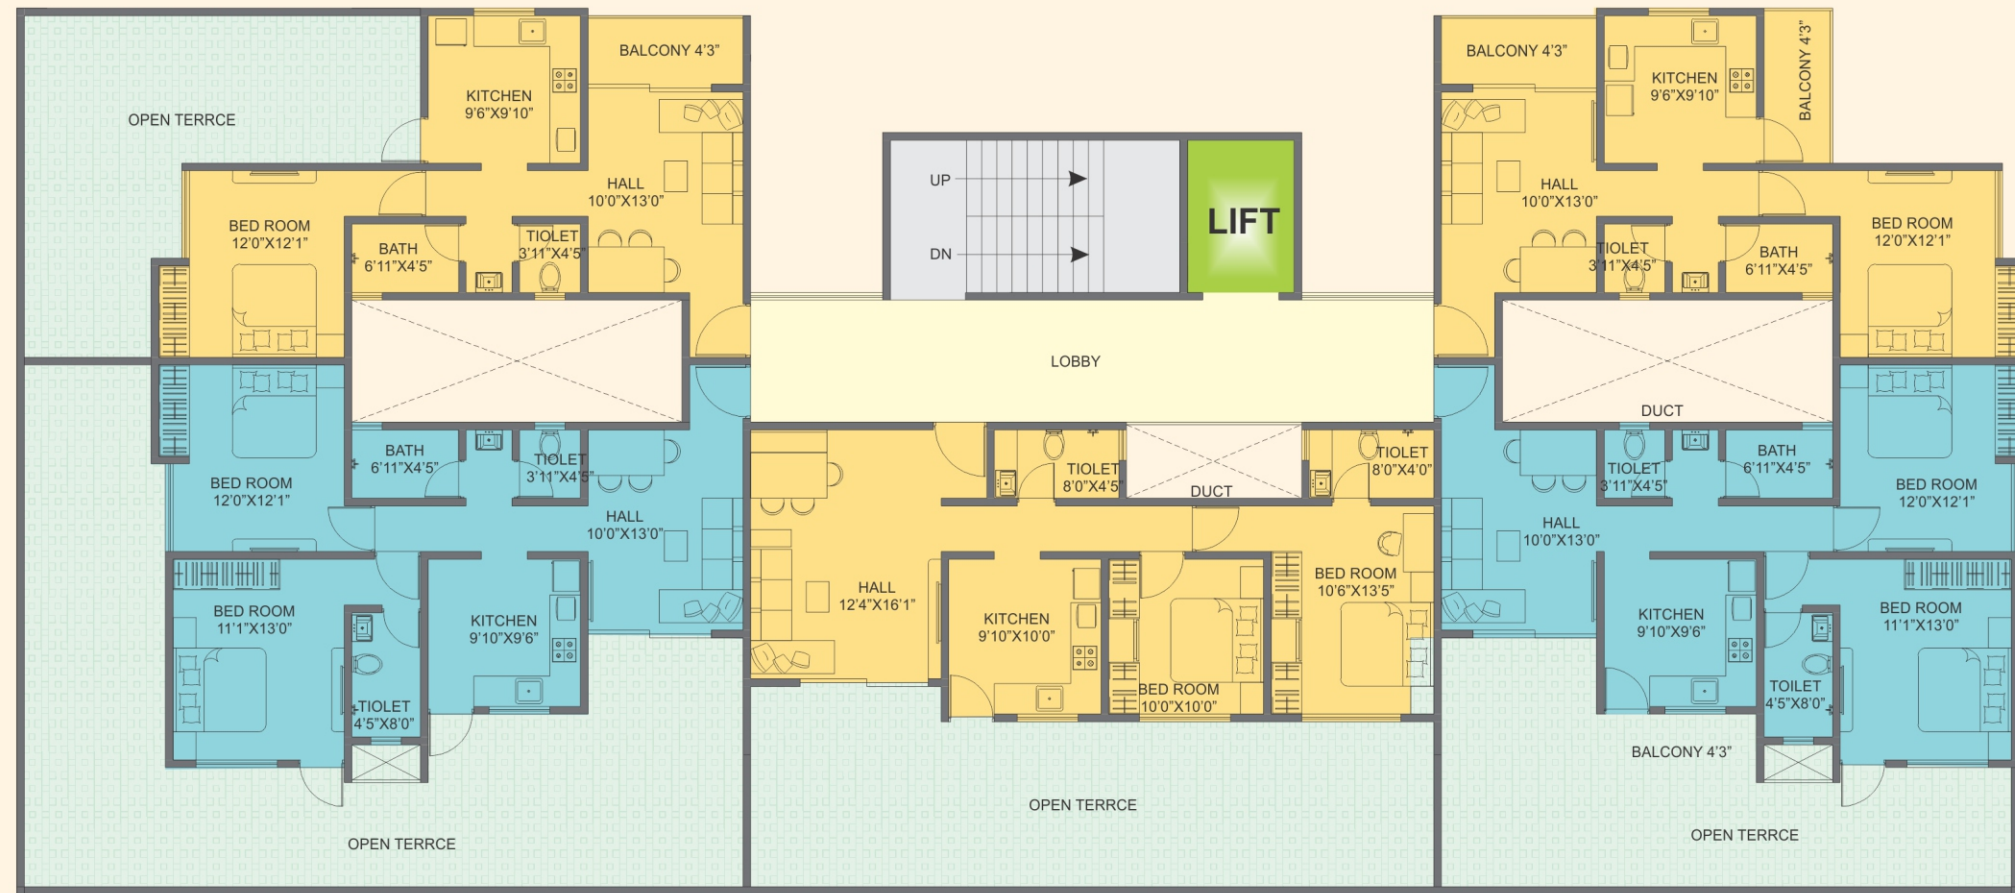 OPEN TERRCE
KITCHEN
9'6"X9'10"
BALCONY 4'3"
HALL
10'0"X13'0"
BED ROOM
12'0"X12'1"
BATH
6'11"X4'5"
TIOLET
3'11"X4'5"
UP
DN
LIFT
LOBBY
BALCONY 4'3"
KITCHEN
9'6"X9'10"
BALCONY 4'3"
HALL
10'0"X13'0"
BED ROOM
12'0"X12'1"
TIOLET
3'11"X4'5"
BATH
6'11"X4'5"
DUCT
BED ROOM
12'0"X12'1"
BATH
6'11"X4'5"
TIOLET
3'11"X4'5"
HALL
10'0"X13'0"
BED ROOM
11'1"X13'0"
TIOLET
4'5"X8'0"
KITCHEN
9'10"X9'6"
OPEN TERRCE
TIOLET
8'0"X4'5"
DUCT
TIOLET
8'0"X4'0"
HALL
12'4"X16'1"
KITCHEN
9'10"X10'0"
BED ROOM
10'0"X10'0"
BED ROOM
10'6"X13'5"
OPEN TERRCE
TIOLET
3'11"X4'5"
BATH
6'11"X4'5"
BED ROOM
12'0"X12'1"
HALL
10'0"X13'0"
KITCHEN
9'10"X9'6"
BED ROOM
11'1"X13'0"
TOILET
4'5"X8'0"
BALCONY 4'3"
OPEN TERRCE